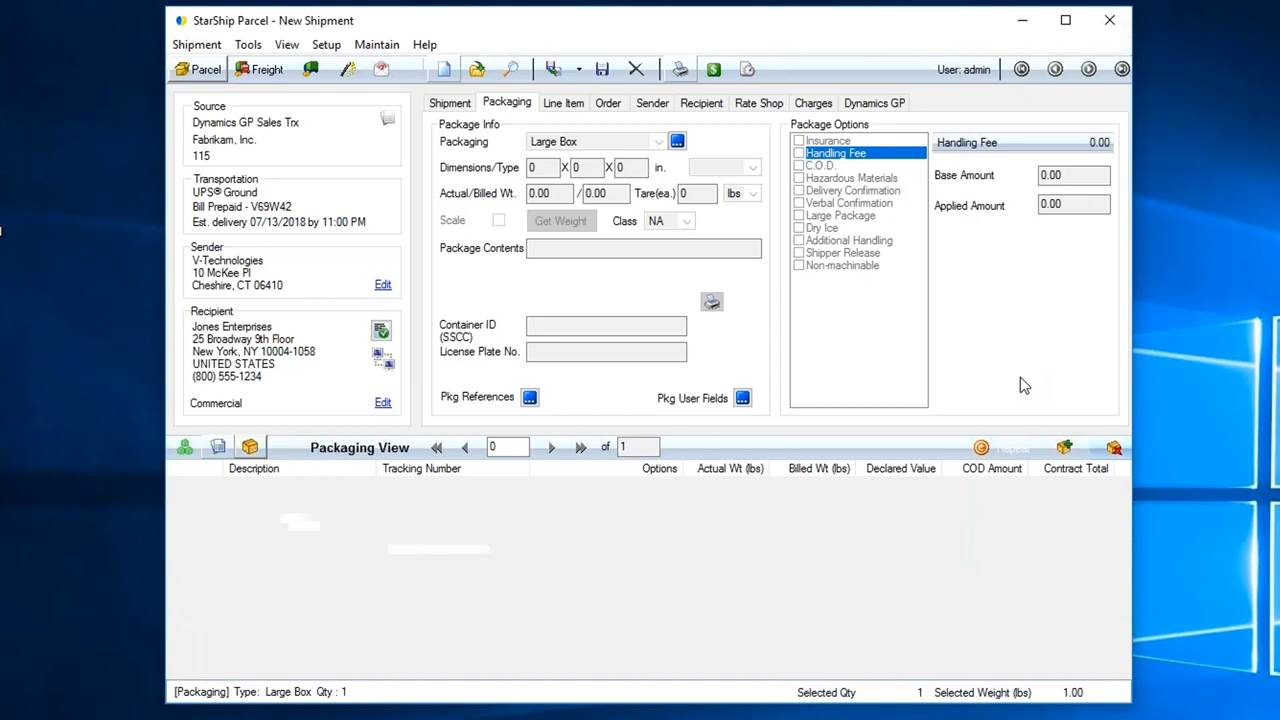 StarShip Parcel - New Shipment
Shipment Tools View Setup Maintain Help
Parcel Freight User: admin
Source
Dynamics GP Sales Trx
Fabrikam, Inc.
115
Transportation
UPS® Ground
Bill Prepaid - V69W42
Est. delivery 07/13/2018 by 11:00 PM
Sender
V-Technologies
10 McKee Pl
Cheshire, CT 06410
Edit
Recipient
Jones Enterprises
25 Broadway 9th Floor
New York, NY 10004-1058
UNITED STATES
(800) 555-1234
Commercial Edit
Shipment Packaging Line Item Order Sender Recipient Rate Shop Charges Dynamics GP
Package Info
Packaging Large Box
Dimensions/Type 0 X 0 X 0 in.
Actual/Billed Wt. 0.00 / 0.00 Tare(ea.) 0 lbs
Scale Get Weight Class NA
Package Contents
Container ID
(SSCC)
License Plate No.
Pkg References Pkg User Fields
Package Options
Insurance
Handling Fee
C.O.D.
Hazardous Materials
Delivery Confirmation
Verbal Confirmation
Large Package
Dry Ice
Additional Handling
Shipper Release
Non-machinable
Handling Fee 0.00
Base Amount 0.00
Applied Amount 0.00
Packaging View 0 of 1 Repeat
Description Tracking Number Options Actual Wt (lbs) Billed Wt (lbs) Declared Value COD Amount Contract Total
[Packaging] Type: Large Box Qty : 1 Selected Qty 1 Selected Weight (lbs) 1.00